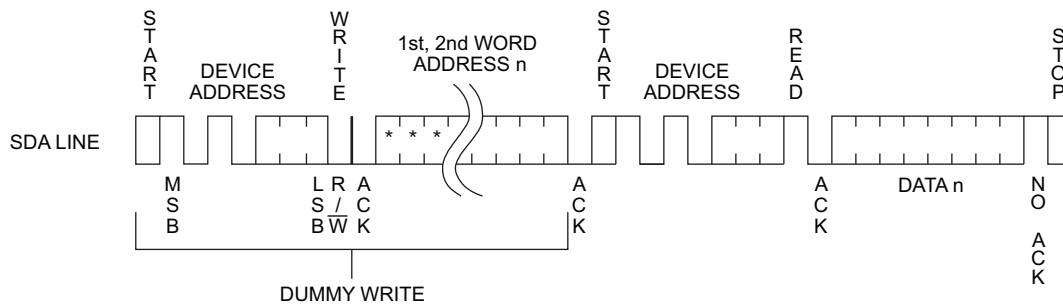 START
DEVICE
ADDRESS
WRITE
1st, 2nd WORD
ADDRESS n
START
DEVICE
ADDRESS
READ
STOP
SDA LINE
* * *
MSB
LSB
R/W
ACK
ACK
ACK
DATA n
NO ACK
DUMMY WRITE